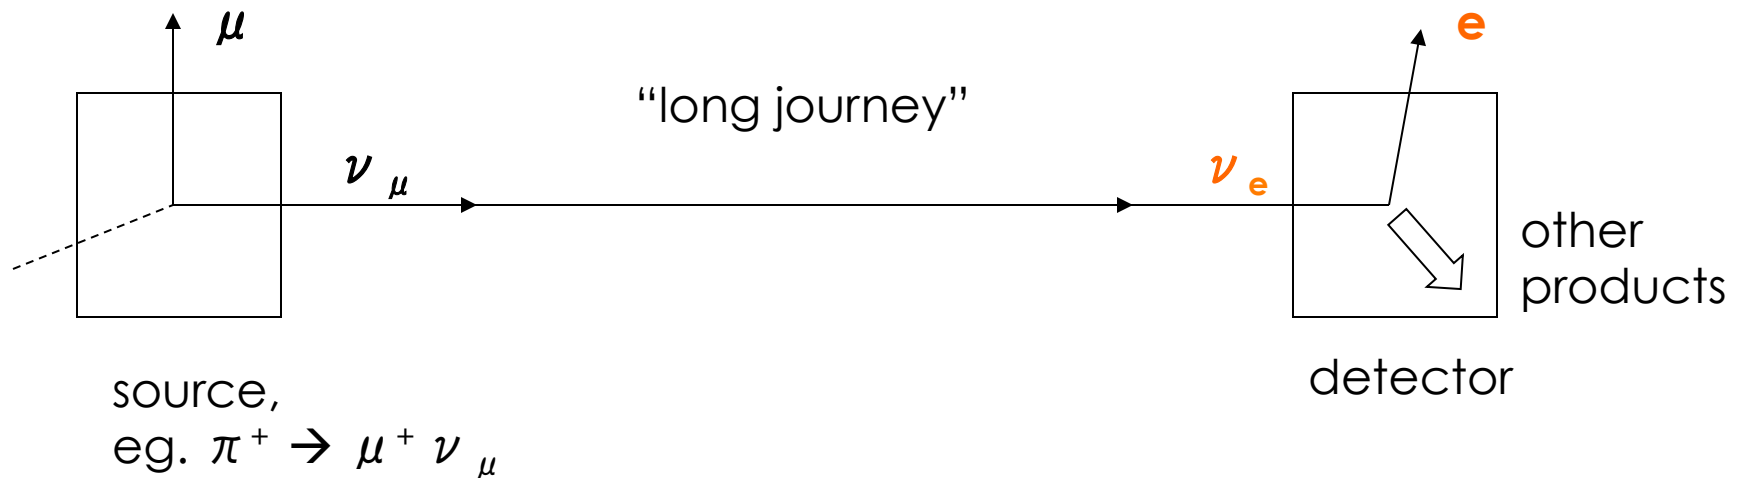 μ
e
“long journey”
ν μ
ν e
other
products
detector
source,
eg. π + → μ + ν μ